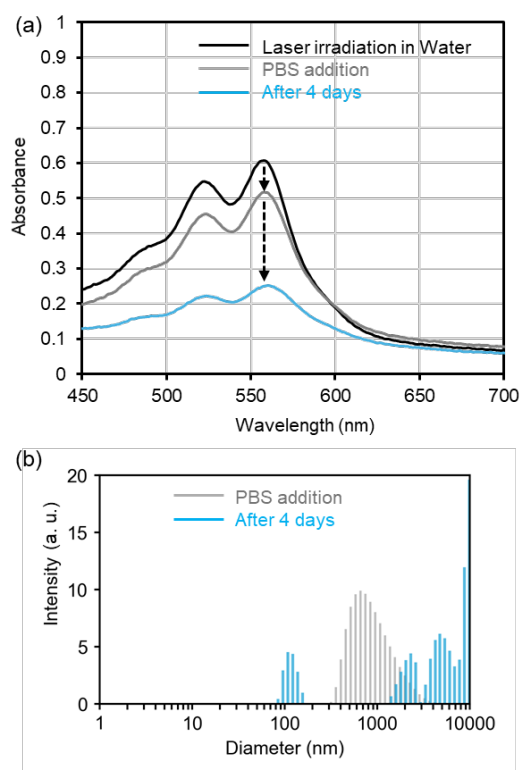 (a)
1
0.9
0.8
0.7
0.6
0.5
0.4
0.3
0.2
0.1
0
Absorbance
Laser irradiation in Water
PBS addition
After 4 days
450 500 550 600 650 700
Wavelength (nm)
(b)
20
15
10
5
0
Intensity (a. u.)
PBS addition
After 4 days
1 10 100 1000 10000
Diameter (nm)